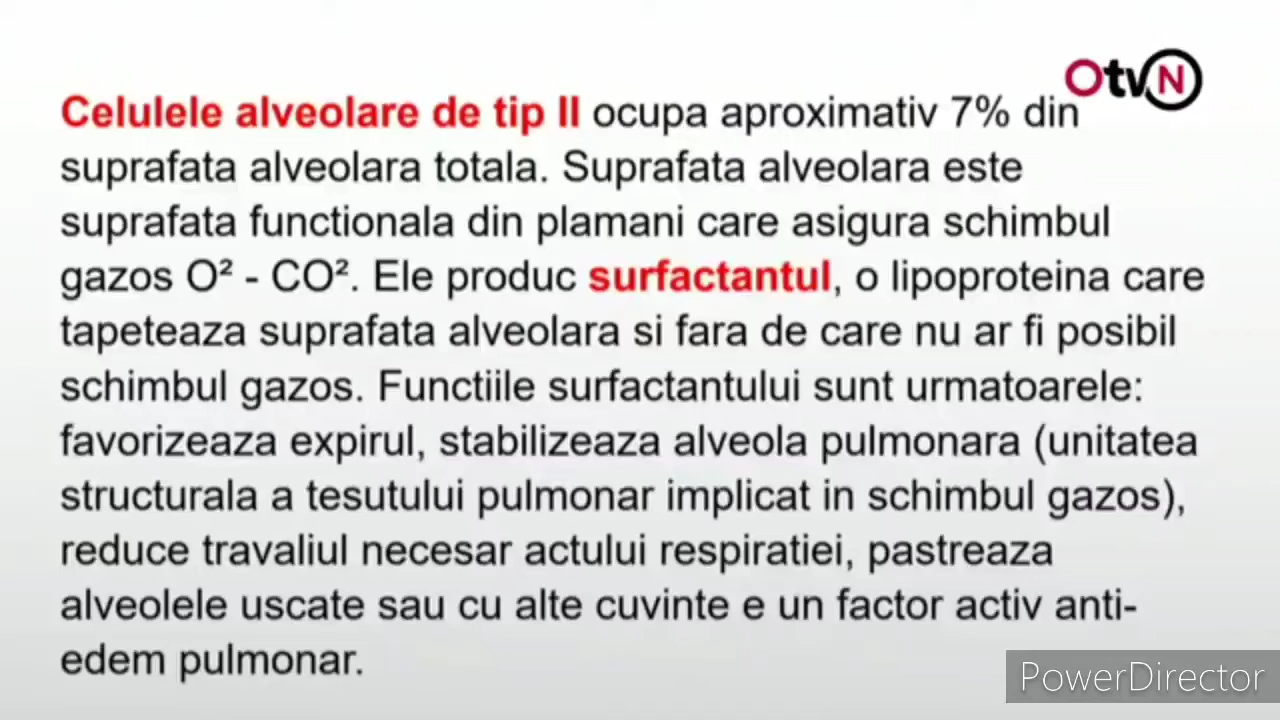 OtvN
Celulele alveolare de tip II ocupa aproximativ 7% din
suprafata alveolara totala. Suprafata alveolara este
suprafata functionala din plamani care asigura schimbul
gazos O² - CO². Ele produc surfactantul, o lipoproteina care
tapeteaza suprafata alveolara si fara de care nu ar fi posibil
schimbul gazos. Functiile surfactantului sunt urmatoarele:
favorizeaza expirul, stabilizeaza alveola pulmonara (unitatea
structurala a tesutului pulmonar implicat in schimbul gazos),
reduce travaliul necesar actului respiratiei, pastreaza
alveolele uscate sau cu alte cuvinte e un factor activ anti-
edem pulmonar.
PowerDirector